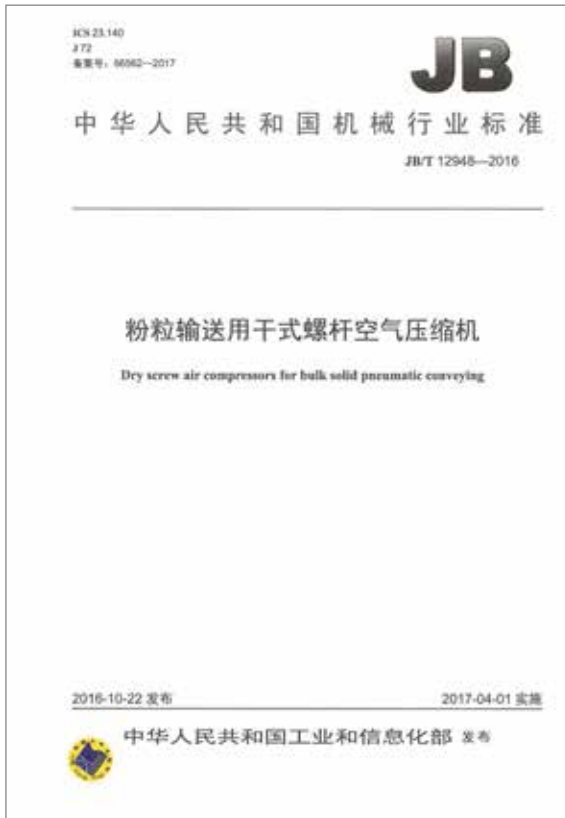 ICS 23.140
J 72
备案号：56562—2017
JB
中华人民共和国机械行业标准
JB/T 12948—2016
粉粒输送用干式螺杆空气压缩机
Dry screw air compressors for bulk solid pneumatic conveying
2016-10-22 发布
2017-04-01 实施
中华人民共和国工业和信息化部 发布